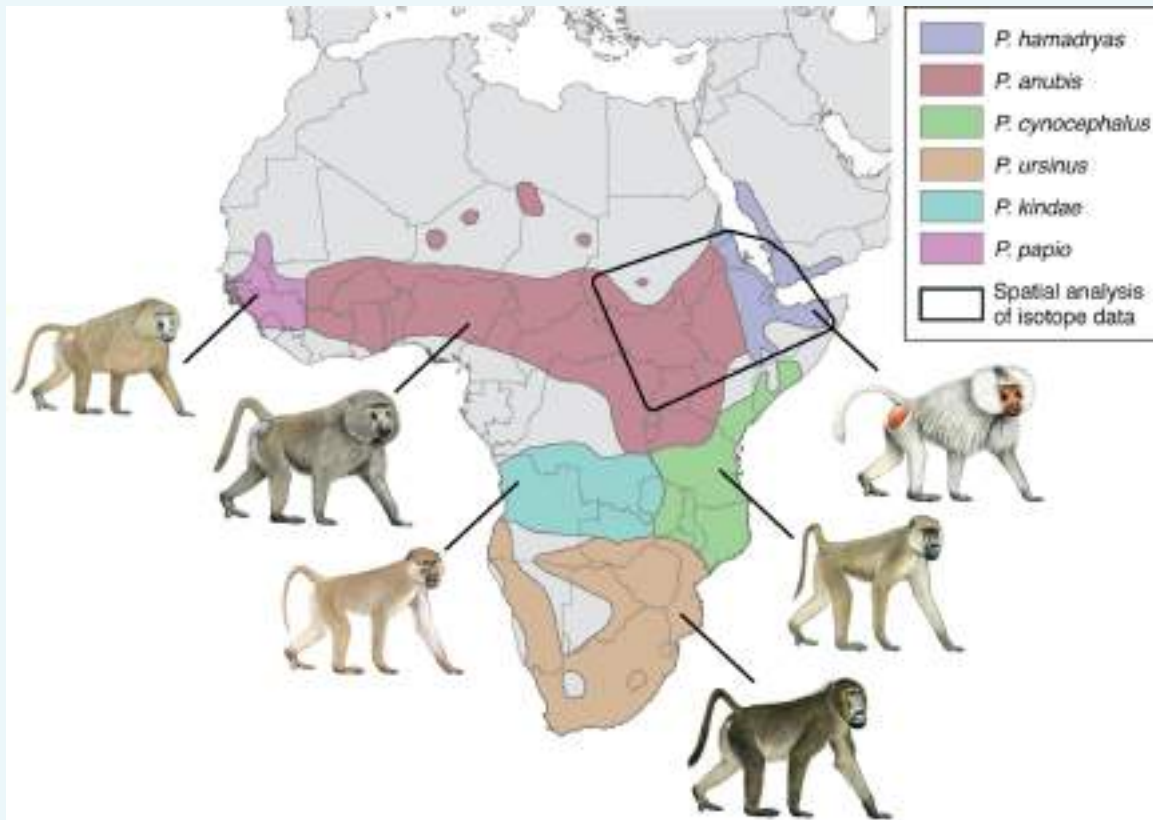 P. hamadryas
P. anubis
P. cynocephalus
P. ursinus
P. kindae
P. papio
Spatial analysis
of isotope data